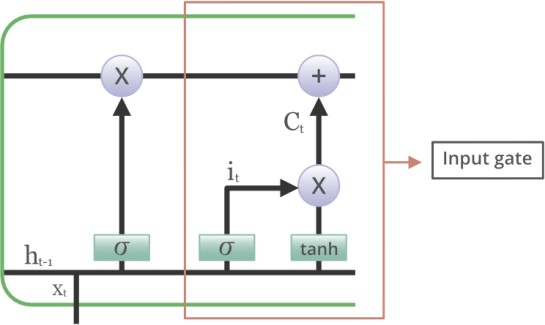 X
+
Cₜ
iₜ
X
Input gate
σ
σ
tanh
hₜ₋₁
xₜ